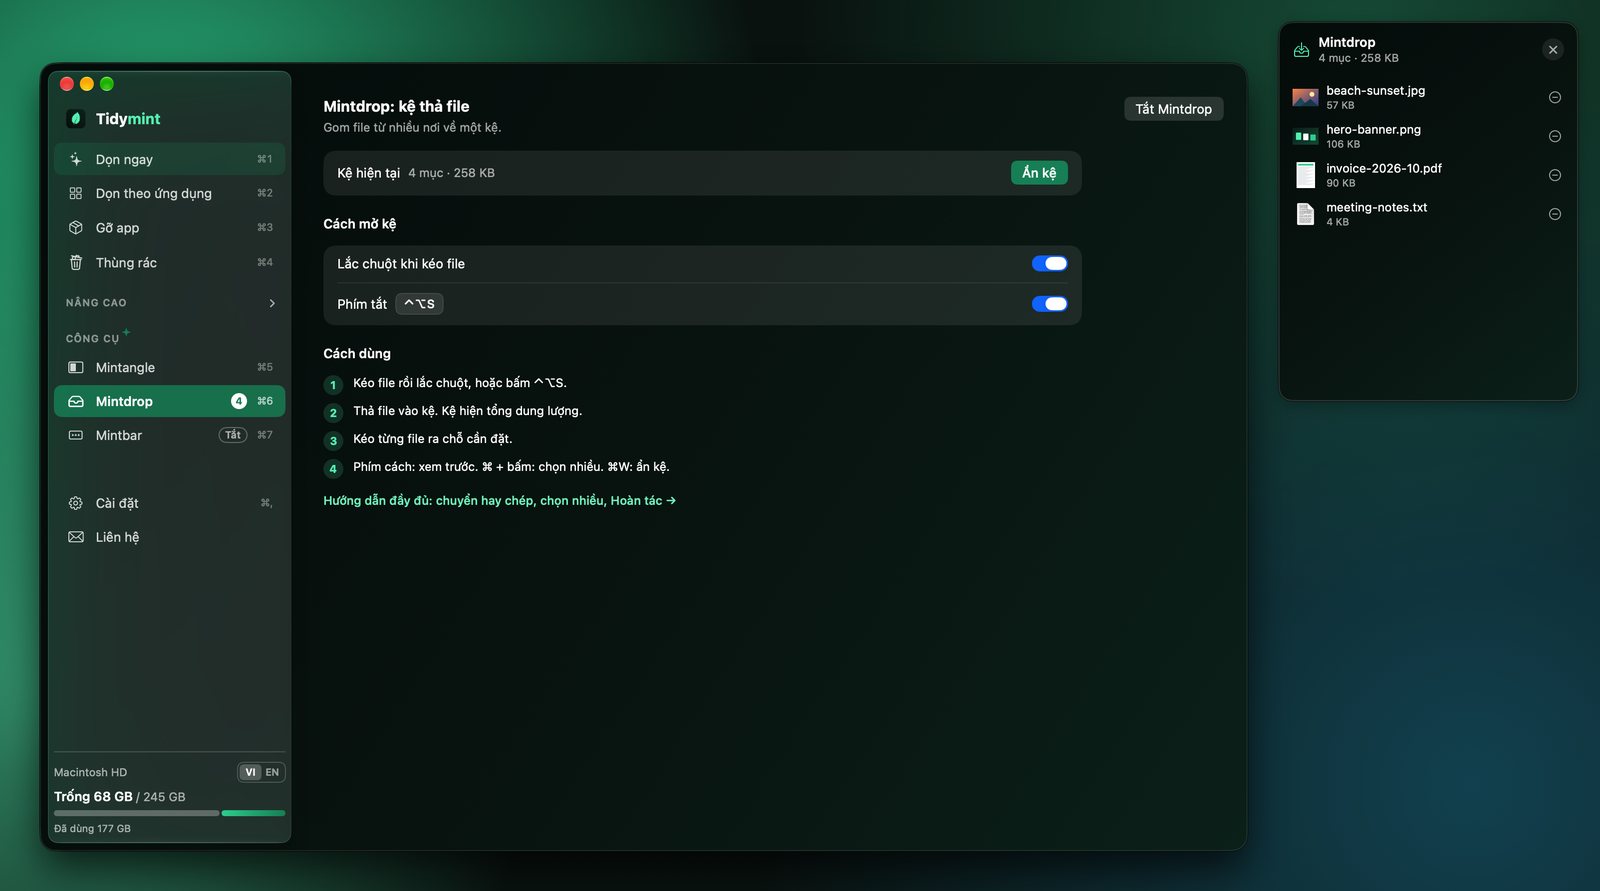 Tidymint
Dọn ngay ⌘1
Dọn theo ứng dụng ⌘2
Gỡ app ⌘3
Thùng rác ⌘4
NÂNG CAO
CÔNG CỤ
Mintangle ⌘5
Mintdrop 4 ⌘6
Mintbar Tắt ⌘7
Cài đặt ⌘,
Liên hệ
Macintosh HD VI EN
Trống 68 GB / 245 GB
Đã dùng 177 GB
Mintdrop: kệ thả file
Gom file từ nhiều nơi về một kệ.
Tắt Mintdrop
Kệ hiện tại 4 mục · 258 KB Ẩn kệ
Cách mở kệ
Lắc chuột khi kéo file
Phím tắt ^⌥S
Cách dùng
1 Kéo file rồi lắc chuột, hoặc bấm ^⌥S.
2 Thả file vào kệ. Kệ hiện tổng dung lượng.
3 Kéo từng file ra chỗ cần đặt.
4 Phím cách: xem trước. ⌘ + bấm: chọn nhiều. ⌘W: ẩn kệ.
Hướng dẫn đầy đủ: chuyển hay chép, chọn nhiều, Hoàn tác →
Mintdrop
4 mục · 258 KB
beach-sunset.jpg
57 KB
hero-banner.png
106 KB
invoice-2026-10.pdf
90 KB
meeting-notes.txt
4 KB